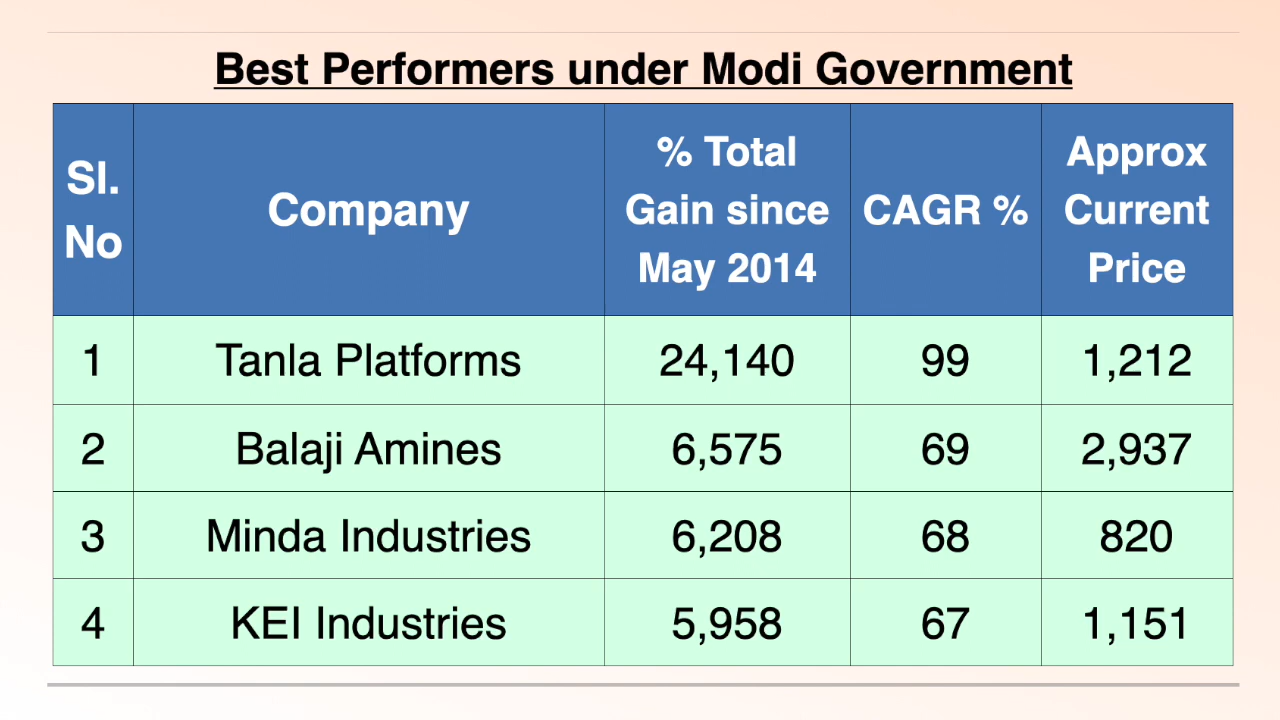 Best Performers under Modi Government
Sl. No Company % Total Gain since May 2014 CAGR % Approx Current Price
1 Tanla Platforms 24,140 99 1,212
2 Balaji Amines 6,575 69 2,937
3 Minda Industries 6,208 68 820
4 KEI Industries 5,958 67 1,151